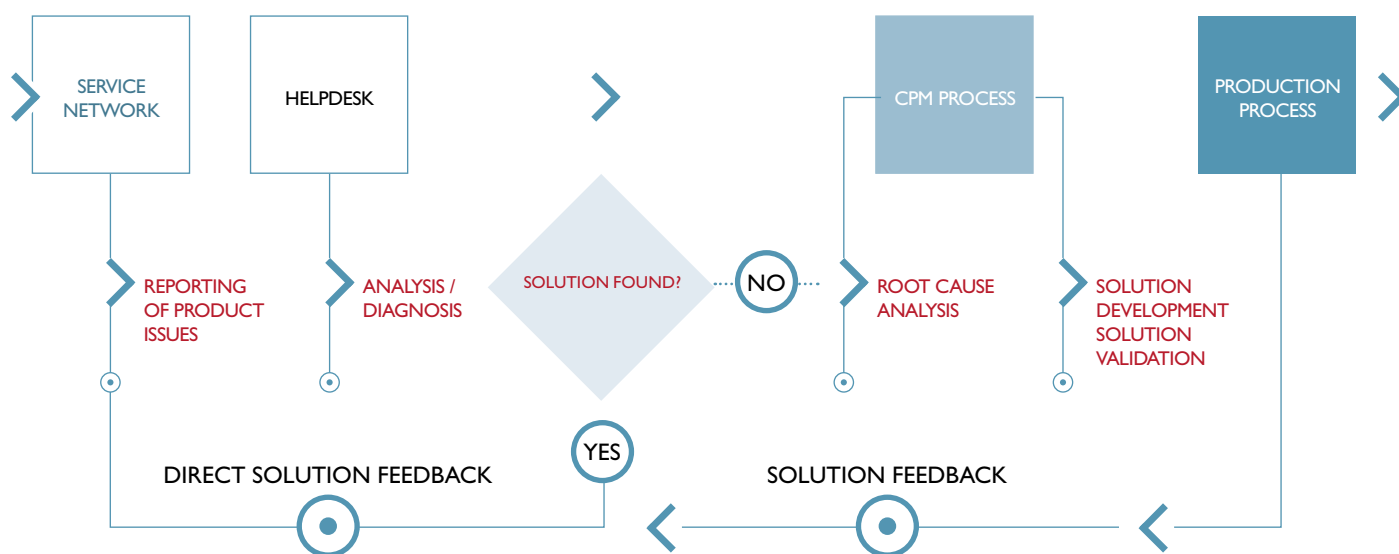 SERVICE
NETWORK
HELPDESK
CPM PROCESS
PRODUCTION
PROCESS
REPORTING
OF PRODUCT
ISSUES
ANALYSIS /
DIAGNOSIS
SOLUTION FOUND?
NO
ROOT CAUSE
ANALYSIS
SOLUTION
DEVELOPMENT
SOLUTION
VALIDATION
YES
DIRECT SOLUTION FEEDBACK
SOLUTION FEEDBACK